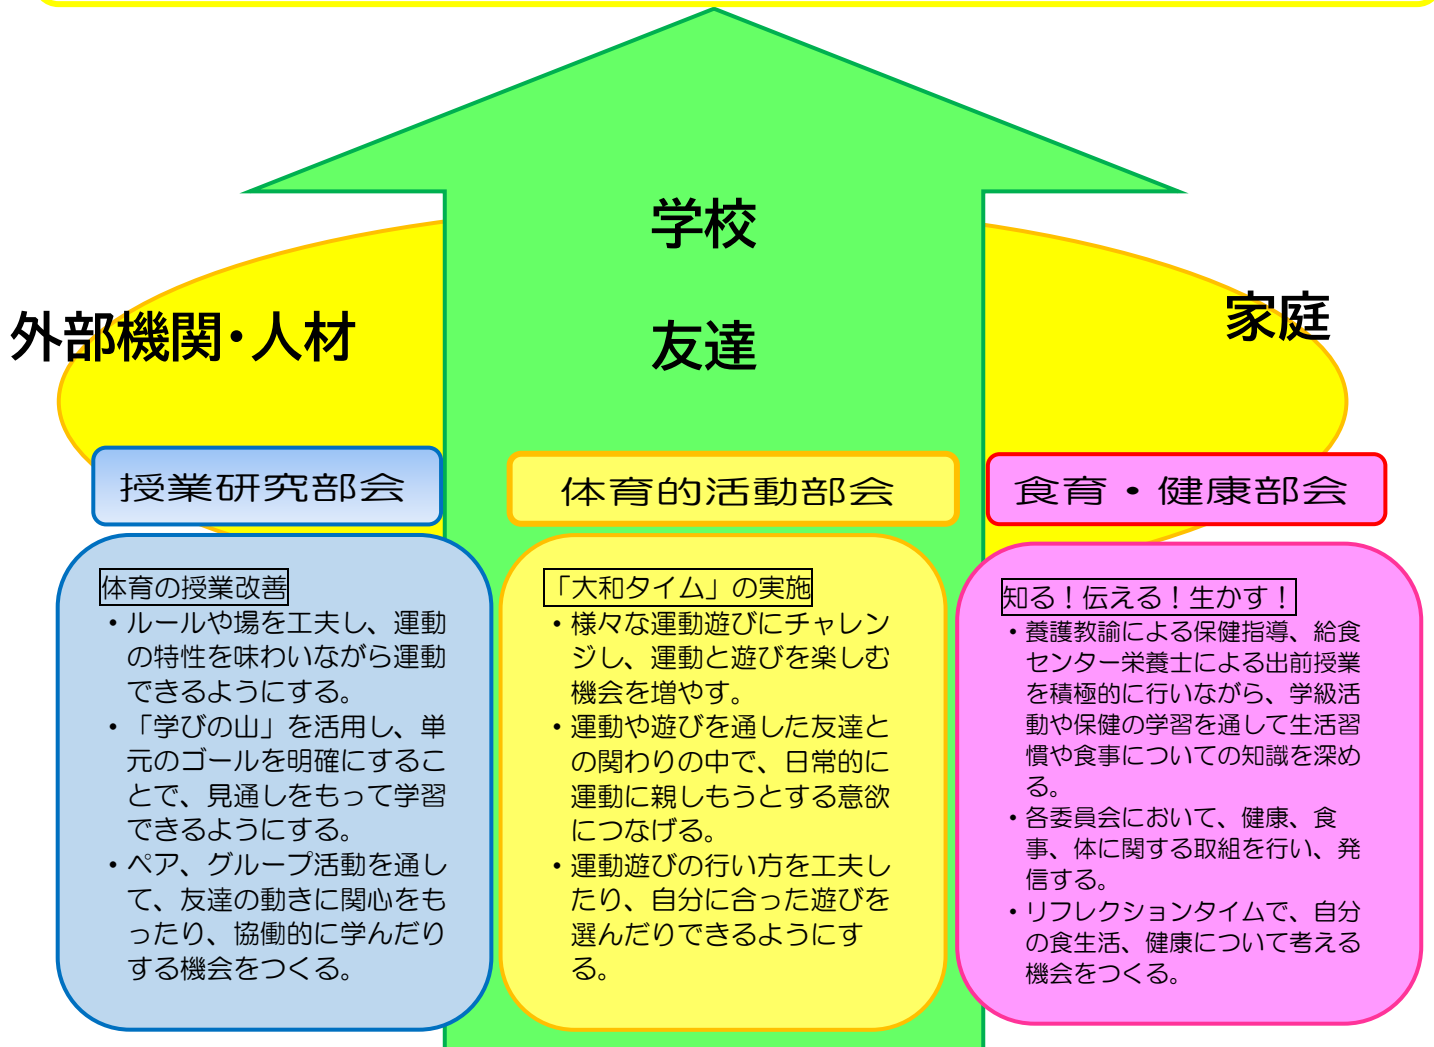 学校
友達
外部機関・人材
家庭
授業研究部会
体育の授業改善
・ルールや場を工夫し、運動
の特性を味わいながら運動
できるようにする。
・「学びの山」を活用し、単
元のゴールを明確にするこ
とで、見通しをもって学習
できるようにする。
・ペア、グループ活動を通し
て、友達の動きに関心をも
ったり、協働的に学んだり
する機会をつくる。
体育的活動部会
「大和タイム」の実施
・様々な運動遊びにチャレン
ジし、運動と遊びを楽しむ
機会を増やす。
・運動や遊びを通した友達と
の関わりの中で、日常的に
運動に親しもうとする意欲
につなげる。
・運動遊びの行い方を工夫し
たり、自分に合った遊びを
選んだりできるようにす
る。
食育・健康部会
知る！伝える！生かす！
・養護教諭による保健指導、給食
センター栄養士による出前授業
を積極的に行いながら、学級活
動や保健の学習を通して生活習
慣や食事についての知識を深め
る。
・各委員会において、健康、食
事、体に関する取組を行い、発
信する。
・リフレクションタイムで、自分
の食生活、健康について考える
機会をつくる。